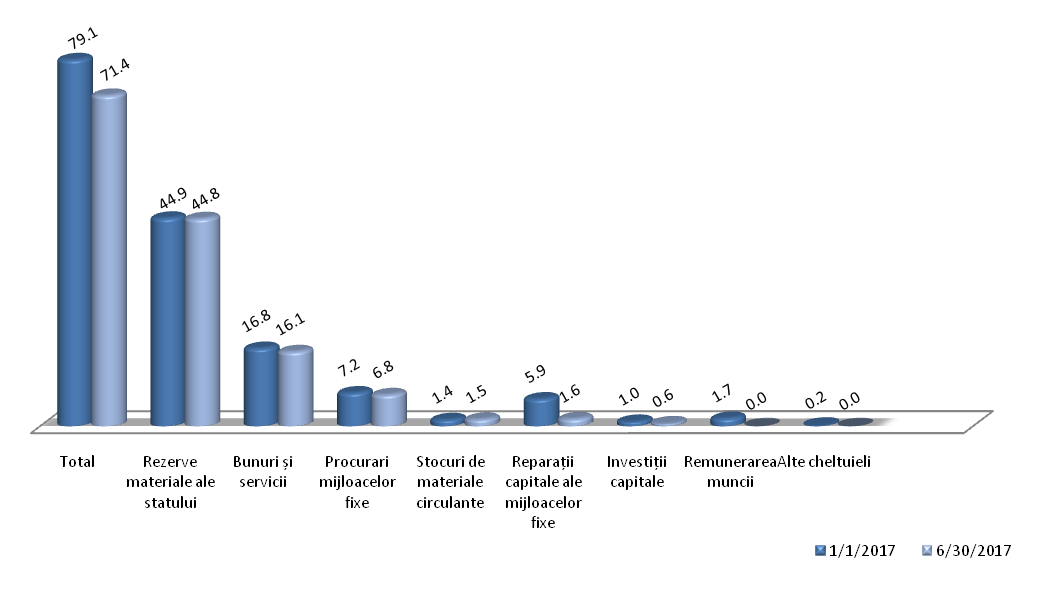 79.1
71.4
44.9
44.8
16.8
16.1
7.2
6.8
1.4
1.5
5.9
1.6
1.0
0.6
1.7
0.0
0.2
0.0
Total
Rezerve
materiale ale
statului
Bunuri și
servicii
Procurari
mijloacelor
fixe
Stocuri de
materiale
circulante
Reparații
capitale ale
mijloacelor
fixe
Investiții
capitale
Remunerarea
muncii
Alte cheltuieli
1/1/2017
6/30/2017